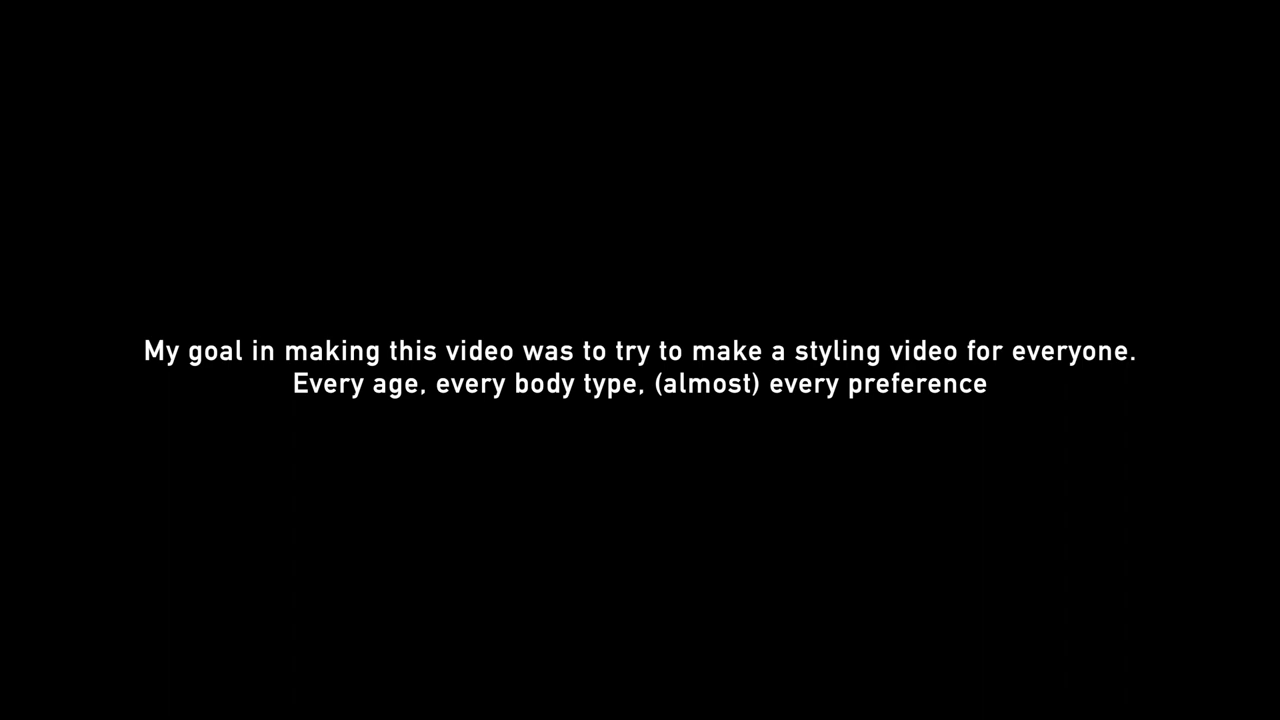 My goal in making this video was to try to make a styling video for everyone.
Every age, every body type, (almost) every preference